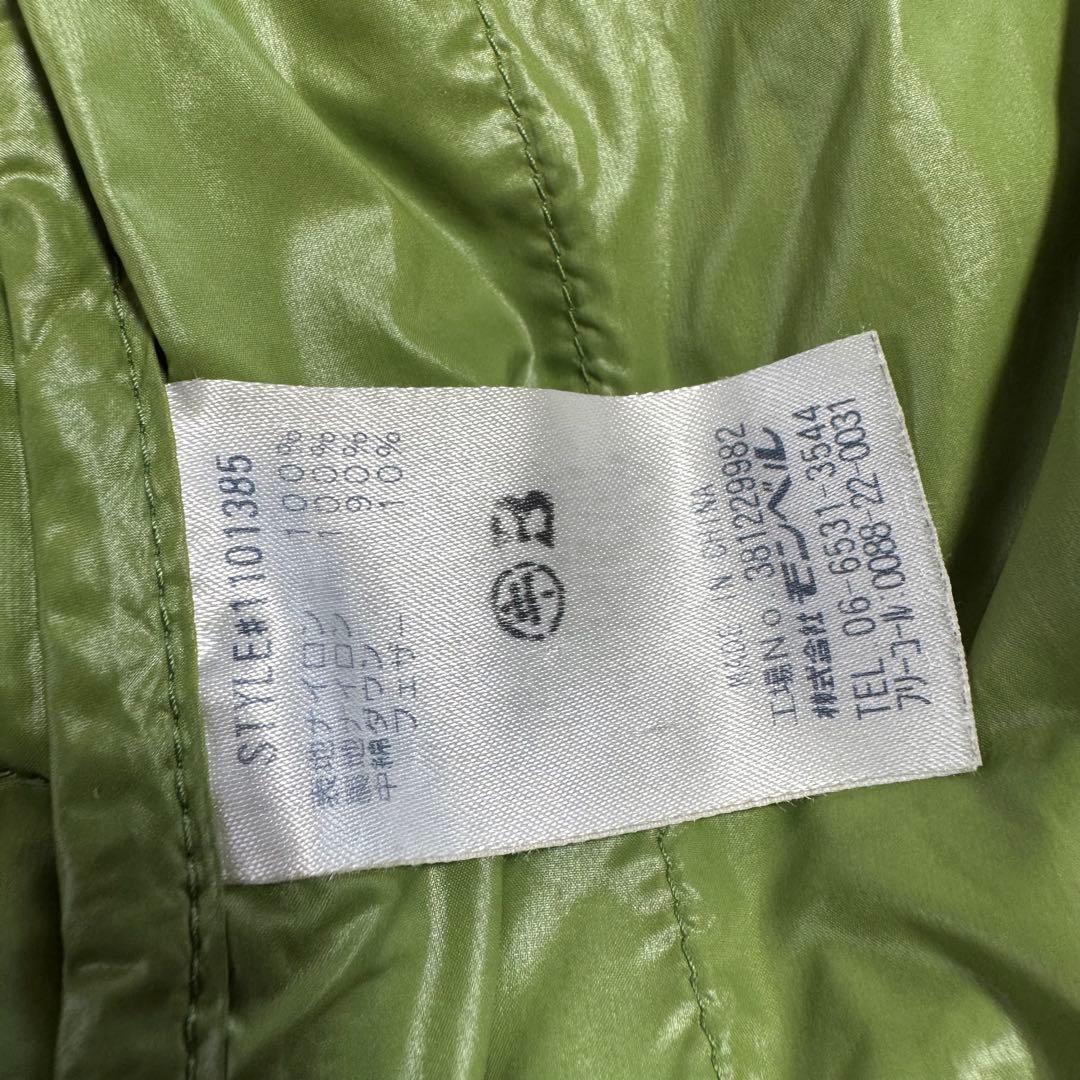 STYLE#1101385
表地ナイロン 100%
裏地ナイロン 100%
中棉ダウン 90%
フェザー 10%
B
MADE IN CHINA
工場No 381229982
株式会社モンベル
TEL 06-6531-3544
フリーコール 0088-22-0031